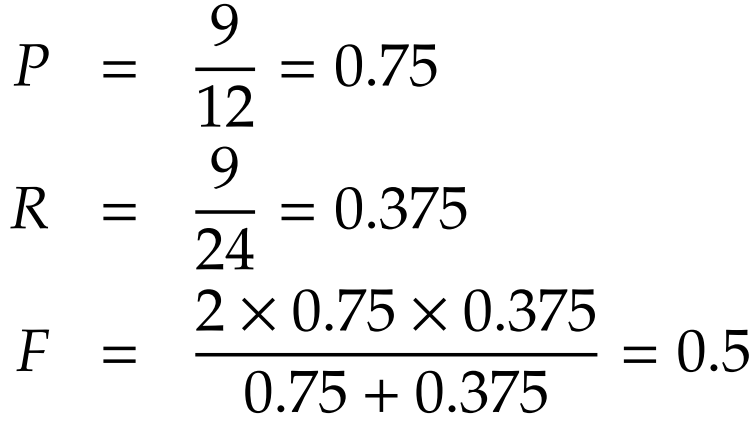 P = 9/12 = 0.75
R = 9/24 = 0.375
F = (2 × 0.75 × 0.375)/(0.75 + 0.375) = 0.5